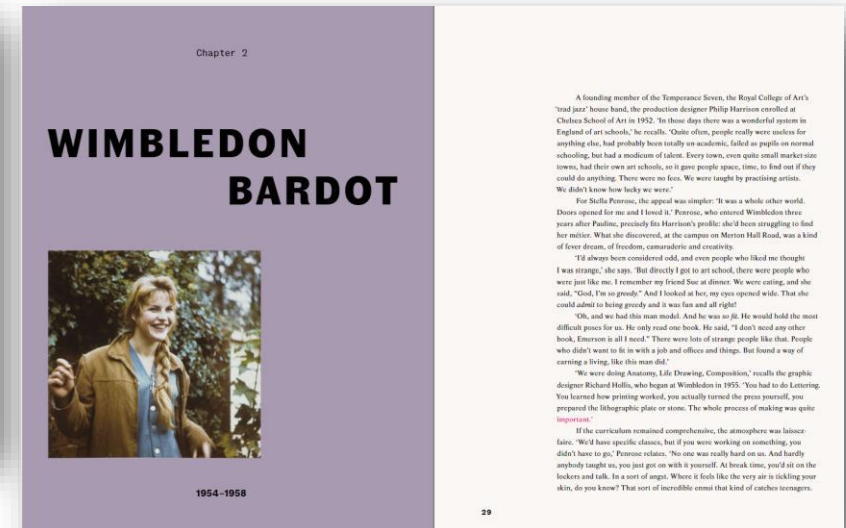 Chapter 2
WIMBLEDON
BARDOT
1954–1958
A founding member of the Temperance Seven, the Royal College of Art's
'trad jazz' house band, the production designer Philip Harrison enrolled at
Chelsea School of Art in 1952. 'In those days there was a wonderful system in
England of art schools,' he recalls. 'Quite often, people really were useless for
anything else, had probably been totally un-academic, failed as pupils on normal
schooling, but had a modicum of talent. Every town, even quite small market-size
towns, had their own art schools, so it gave people space, time, to find out if they
could do anything. There were no fees. We were taught by practising artists.
We didn't know how lucky we were.'
For Stella Penrose, the appeal was simpler: 'It was a whole other world.
Doors opened for me and I loved it.' Penrose, who entered Wimbledon three
years after Pauline, precisely fits Harrison's profile: she'd been struggling to find
her métier. What she discovered, at the campus on Merton Hall Road, was a kind
of fever dream, of freedom, camaraderie and creativity.
'I'd always been considered odd, and even people who liked me thought
I was strange,' she says. 'But directly I got to art school, there were people who
were just like me. I remember my friend Sue at dinner. We were eating, and she
said, "God, I'm so greedy." And I looked at her, my eyes opened wide. That she
could admit to being greedy and it was fun and all right!
'Oh, and we had this man model. And he was so fit. He would hold the most
difficult poses for us. He only read one book. He said, "I don't need any other
book, Emerson is all I need." There were lots of strange people like that. People
who didn't want to fit in with a job and offices and things. But found a way of
earning a living, like this man did.'
'We were doing Anatomy, Life Drawing, Composition,' recalls the graphic
designer Richard Hollis, who began at Wimbledon in 1955. 'You had to do Lettering.
You learned how printing worked, you actually turned the press yourself, you
prepared the lithographic plate or stone. The whole process of making was quite
important.'
If the curriculum remained comprehensive, the atmosphere was laissez-
faire. 'We'd have specific classes, but if you were working on something, you
didn't have to go,' Penrose relates. 'No one was really hard on us. And hardly
anybody taught us, you just got on with it yourself. At break time, you'd sit on the
lockers and talk. In a sort of angst. Where it feels like the very air is tickling your
skin, do you know? That sort of incredible ennui that kind of catches teenagers.
29